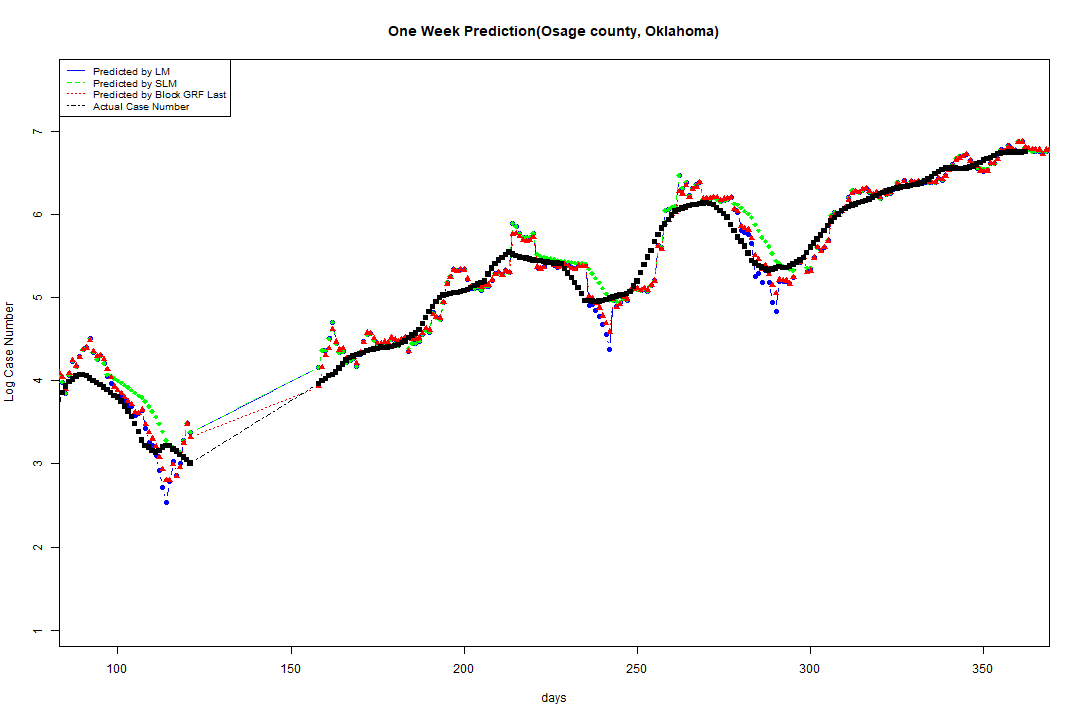 One Week Prediction(Osage county, Oklahoma)
Predicted by LM
Predicted by SLM
Predicted by Block GRF Last
Actual Case Number
Log Case Number
7
6
5
4
3
2
1
100 150 200 250 300 350
days